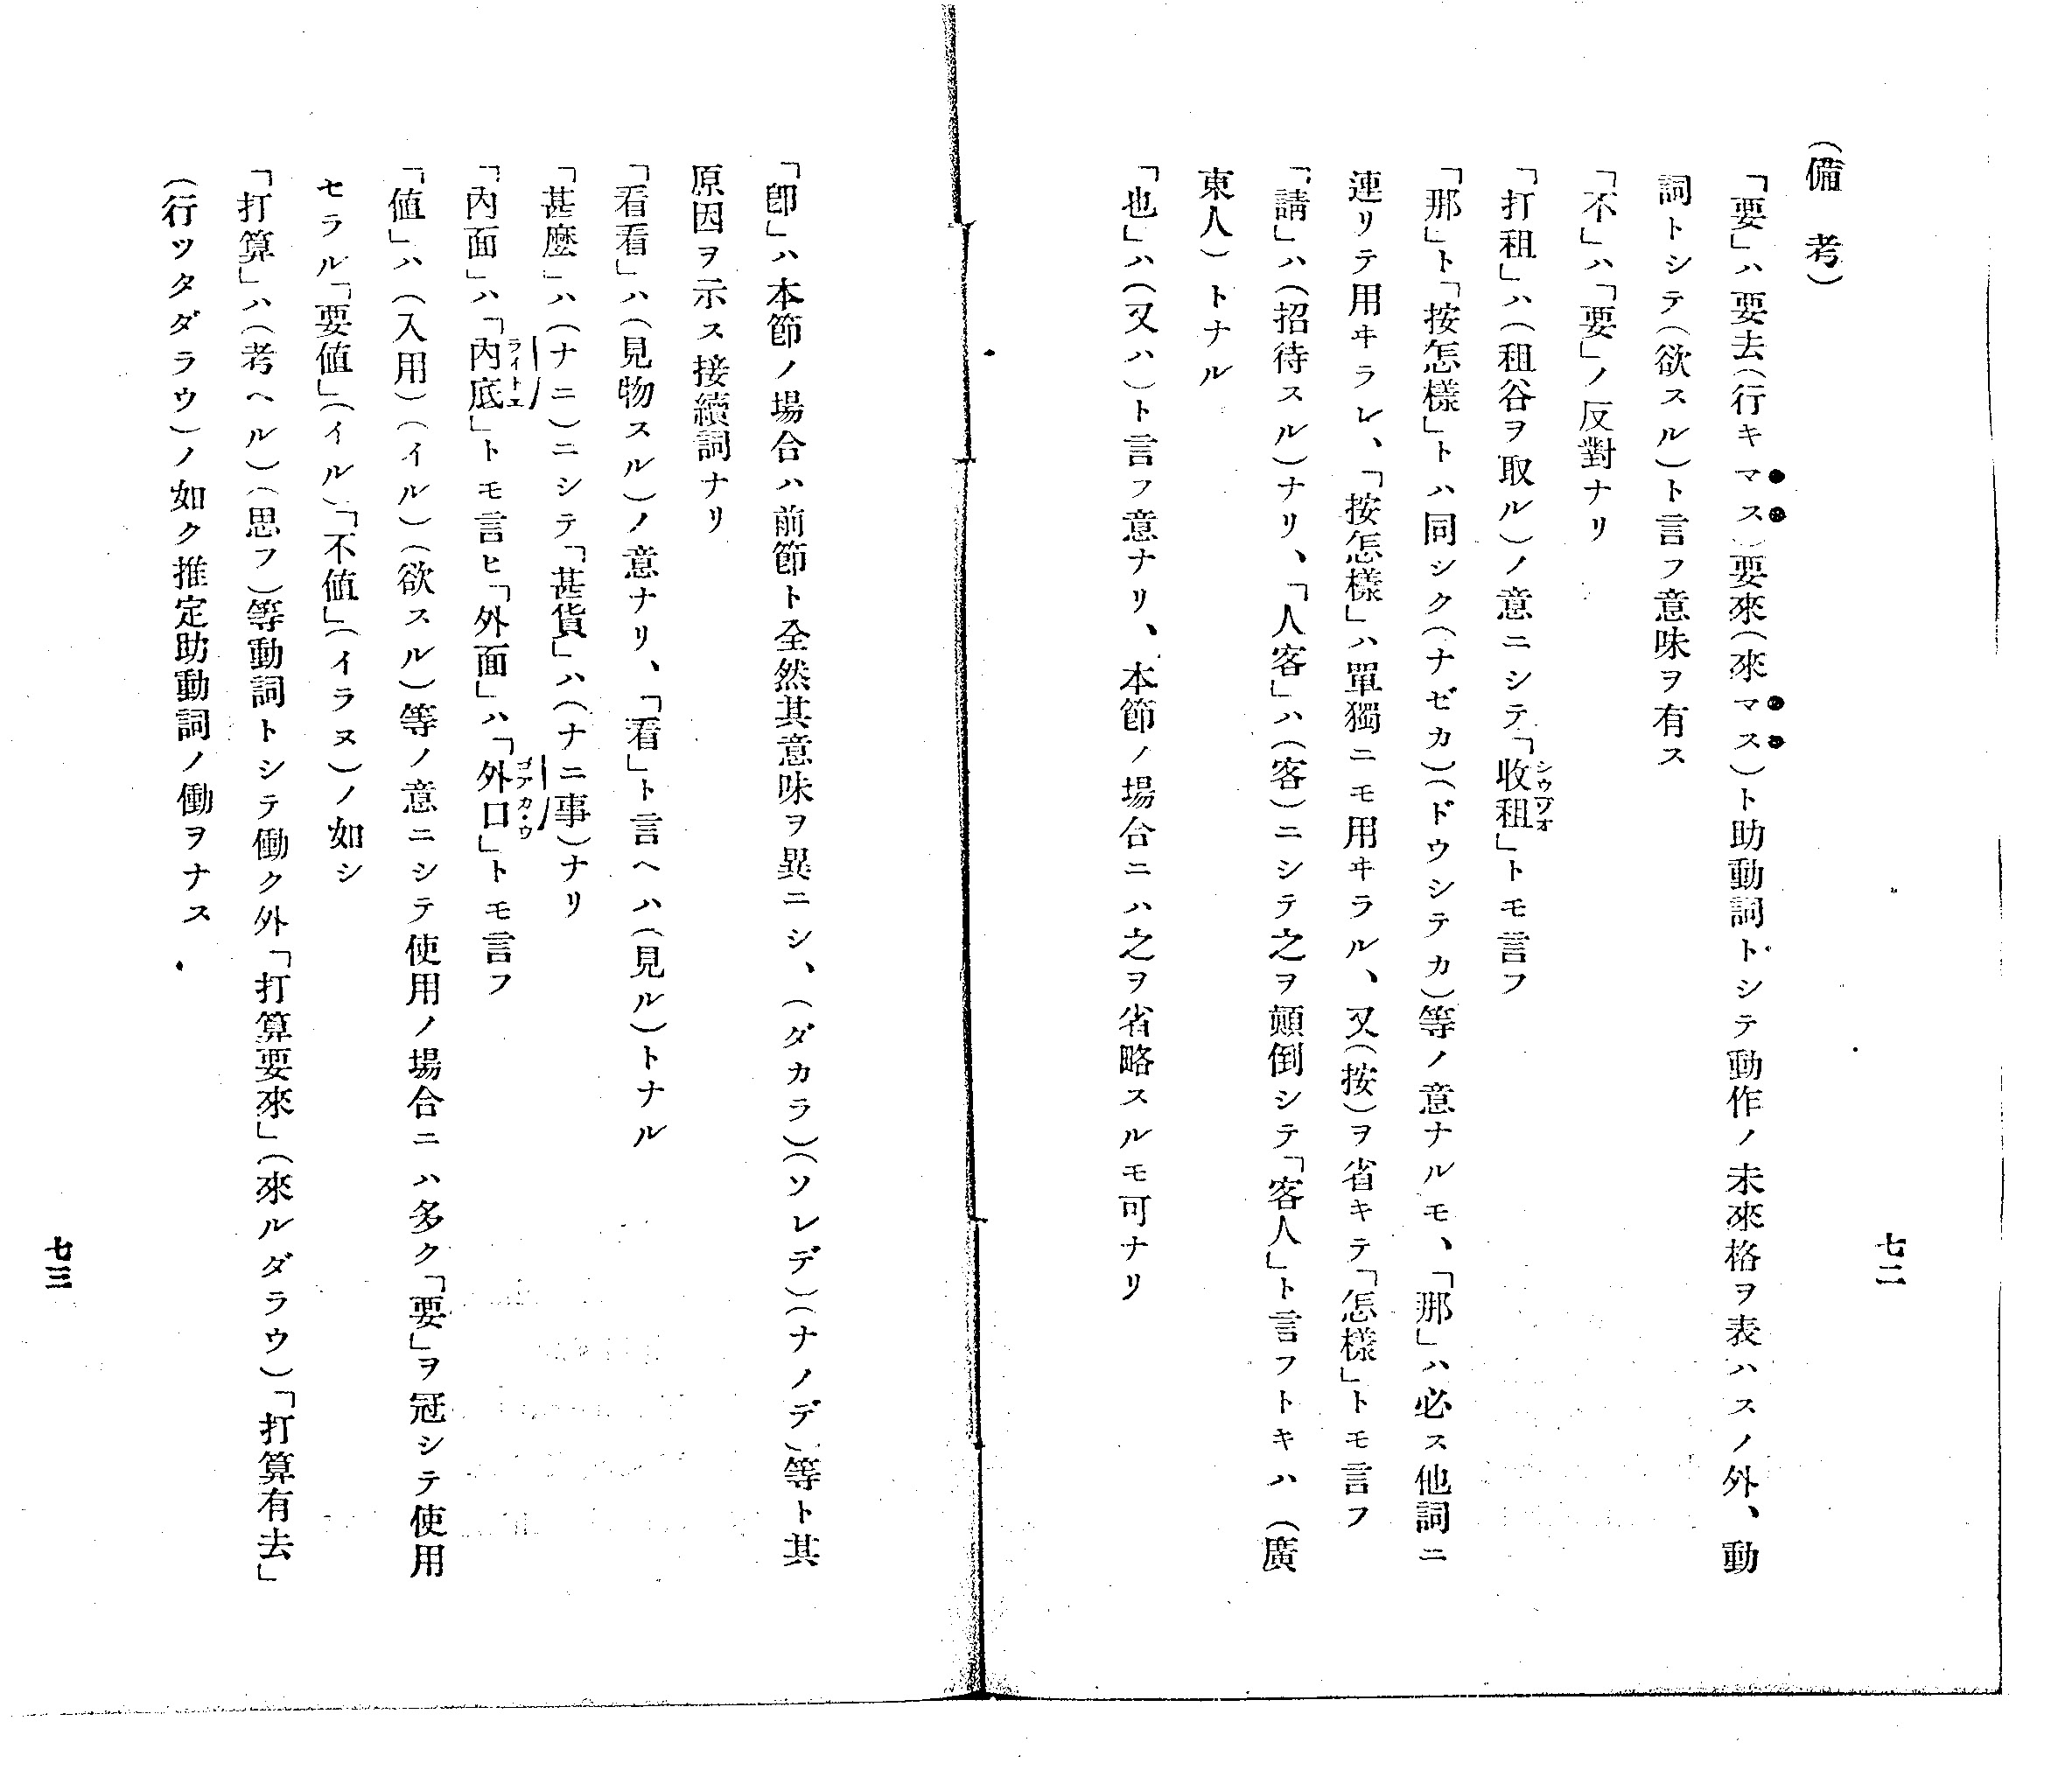 七二
(備考)
「要」ハ要去(行キマス)要來(來マス)ト助動詞トシテ動作ノ未來格ヲ表ハスノ外、動
詞トシテ(欲スル)ト言フ意味ヲ有ス
「不」ハ「要」ノ反對ナリ
「打租」ハ(租谷ヲ取ル)ノ意ニシテ「收租」トモ言フ
シウヅオ
「那」ト「按怎樣」トハ同シク(ナゼカ)(ドウシテカ)等ノ意ナルモ、「那」ハ必ス他詞ニ
連リテ用ヰラレ、「按怎樣」ハ單獨ニモ用ヰラル、又(按)ヲ省キテ「怎樣」トモ言フ
「請」ハ(招待スル)ナリ、「人客」ハ(客)ニシテ之ヲ顛倒シテ「客人」ト言フトキハ(廣
東人)トナル
「也」ハ(又ハ)ト言フ意ナリ、本節ノ場合ニハ之ヲ省略スルモ可ナリ
「卽」ハ本節ノ場合ハ前節ト全然其意味ヲ異ニシ、(ダカラ)(ソレデ)(ナノデ)等ト其
原因ヲ示ス接續詞ナリ
「看看」ハ(見物スル)ノ意ナリ、「看」ト言ヘハ(見ル)トナル
「甚麼」ハ(ナニ)ニシテ「甚貨」ハ(ナニ事)ナリ
「內面」ハ「內底」トモ言ヒ「外面」ハ「外口」トモ言フ
ライトエ
ゴアカウ
「値」ハ(入用)(イル)(欲スル)等ノ意ニシテ使用ノ場合ニハ多ク「要」ヲ冠シテ使用
セラル「要値」(イル)「不値」(イラヌ)ノ如シ
「打算」ハ(考ヘル)(思フ)等動詞トシテ働ク外「打算要來」(來ルダラウ)「打算有去」
(行ツタダラウ)ノ如ク推定助動詞ノ働ヲナス
七三